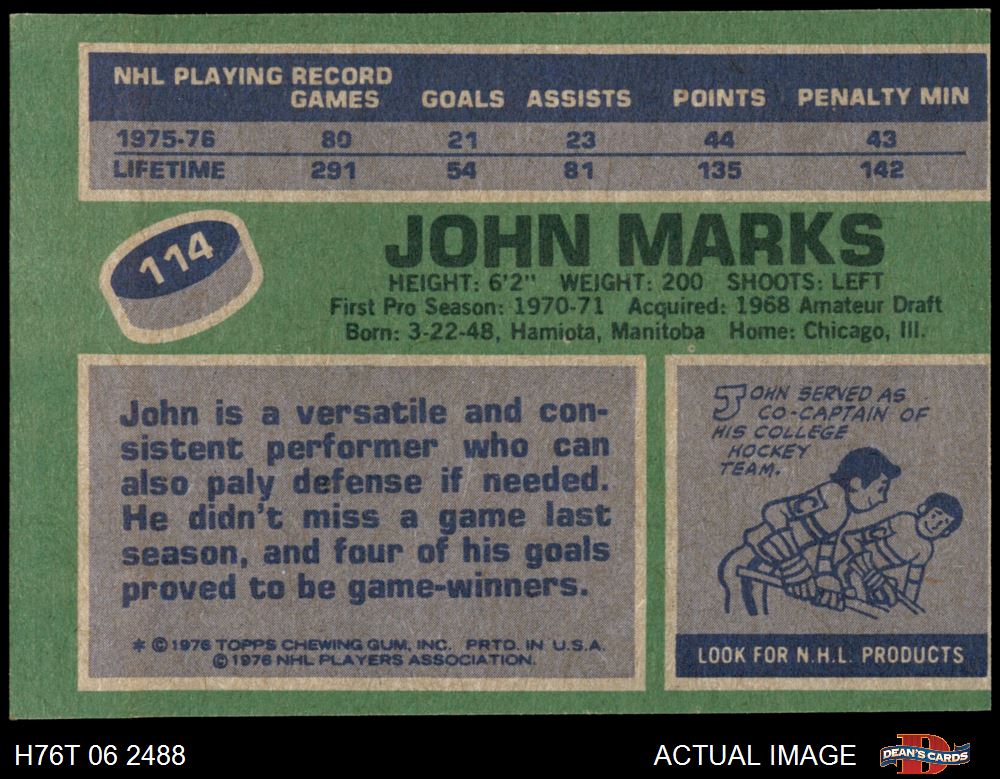 NHL PLAYING RECORD
GAMES GOALS ASSISTS POINTS PENALTY MIN
1975-76 80 21 23 44 43
LIFETIME 291 54 81 135 142
114
JOHN MARKS
HEIGHT: 6'2" WEIGHT: 200 SHOOTS: LEFT
First Pro Season: 1970-71 Acquired: 1968 Amateur Draft
Born: 3-22-48, Hamiota, Manitoba Home: Chicago, Ill.
John is a versatile and con-
sistent performer who can
also paly defense if needed.
He didn't miss a game last
season, and four of his goals
proved to be game-winners.
* © 1976 TOPPS CHEWING GUM, INC. PRTD. IN U.S.A.
© 1976 NHL PLAYERS ASSOCIATION.
JOHN SERVED AS
CO-CAPTAIN OF
HIS COLLEGE
HOCKEY
TEAM.
LOOK FOR N.H.L. PRODUCTS
H76T 06 2488
ACTUAL IMAGE
D
DEAN'S CARDS